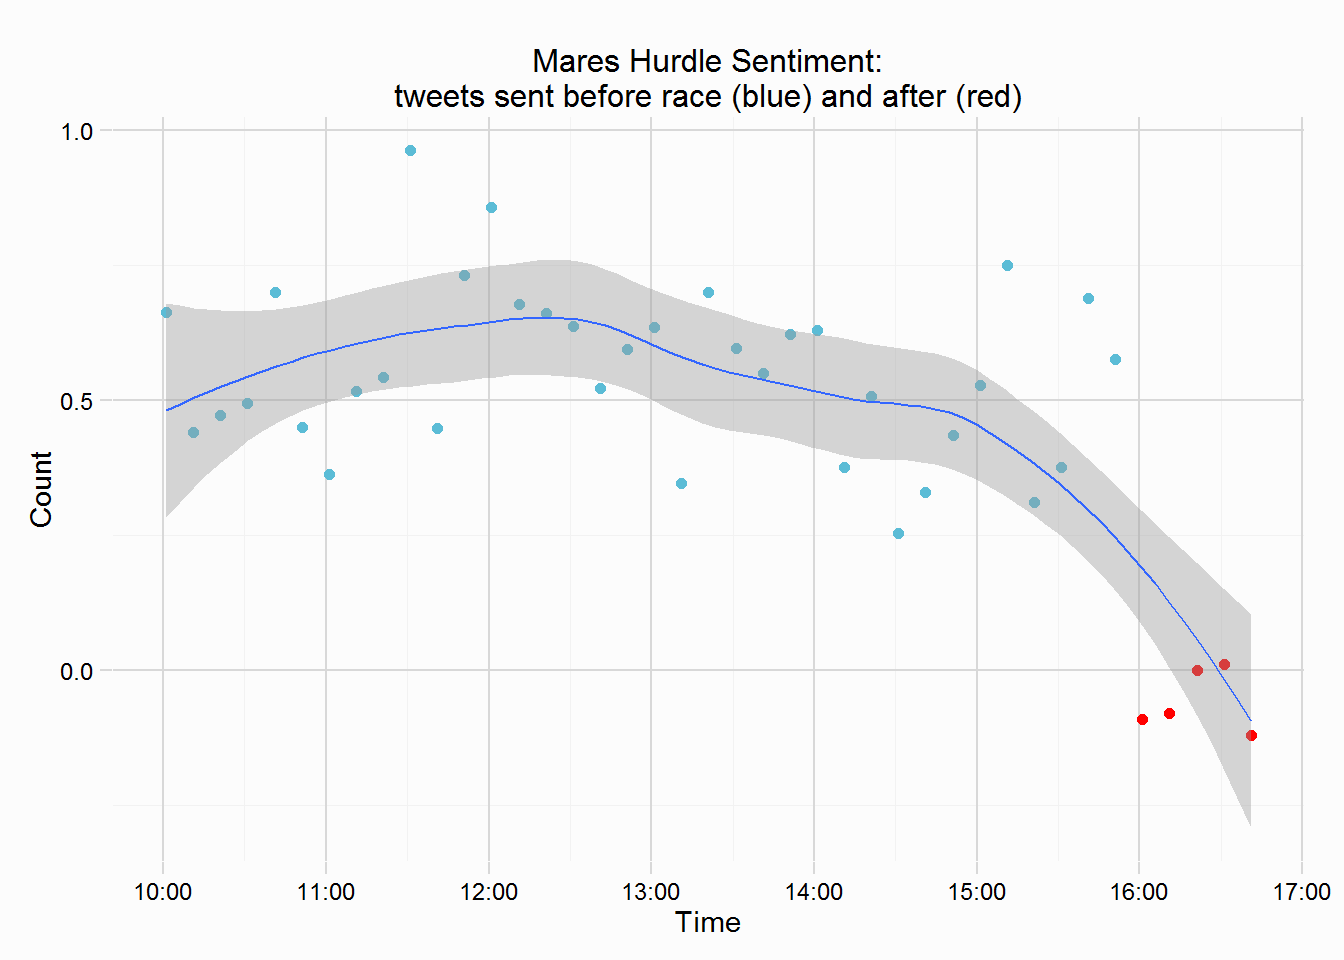 Mares Hurdle Sentiment:
tweets sent before race (blue) and after (red)
1.0
0.5
0.0
Count
10:00 11:00 12:00 13:00 14:00 15:00 16:00 17:00
Time